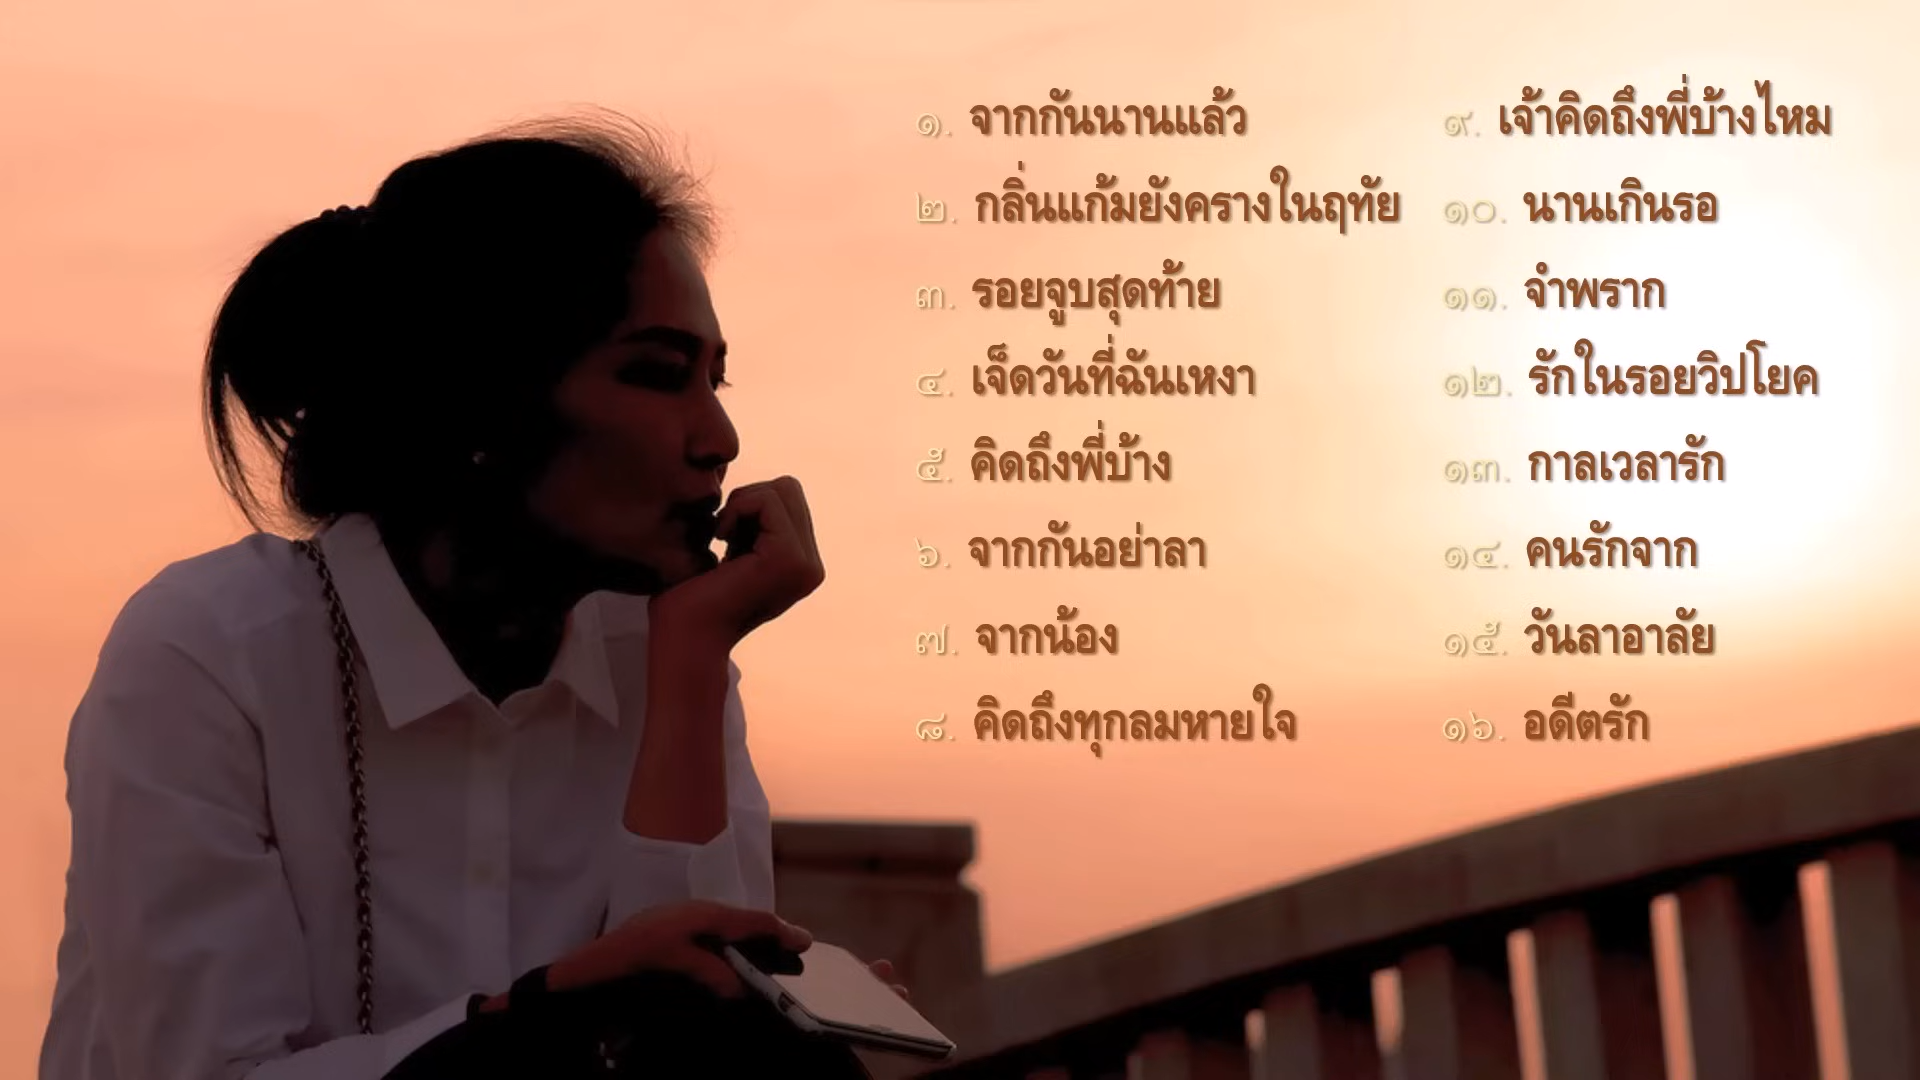 ๑. จากกันนานแล้ว
๒. กลิ่นแก้มยังครางในฤทัย
๓. รอยจูบสุดท้าย
๔. เจ็ดวันที่ฉันเหงา
๕. คิดถึงพี่บ้าง
๖. จากกันอย่าลา
๗. จากน้อง
๘. คิดถึงทุกลมหายใจ
๙. เจ้าคิดถึงพี่บ้างไหม
๑๐. นานเกินรอ
๑๑. จำพราก
๑๒. รักในรอยวิปโยค
๑๓. กาลเวลารัก
๑๔. คนรักจาก
๑๕. วันลาอาลัย
๑๖. อดีตรัก